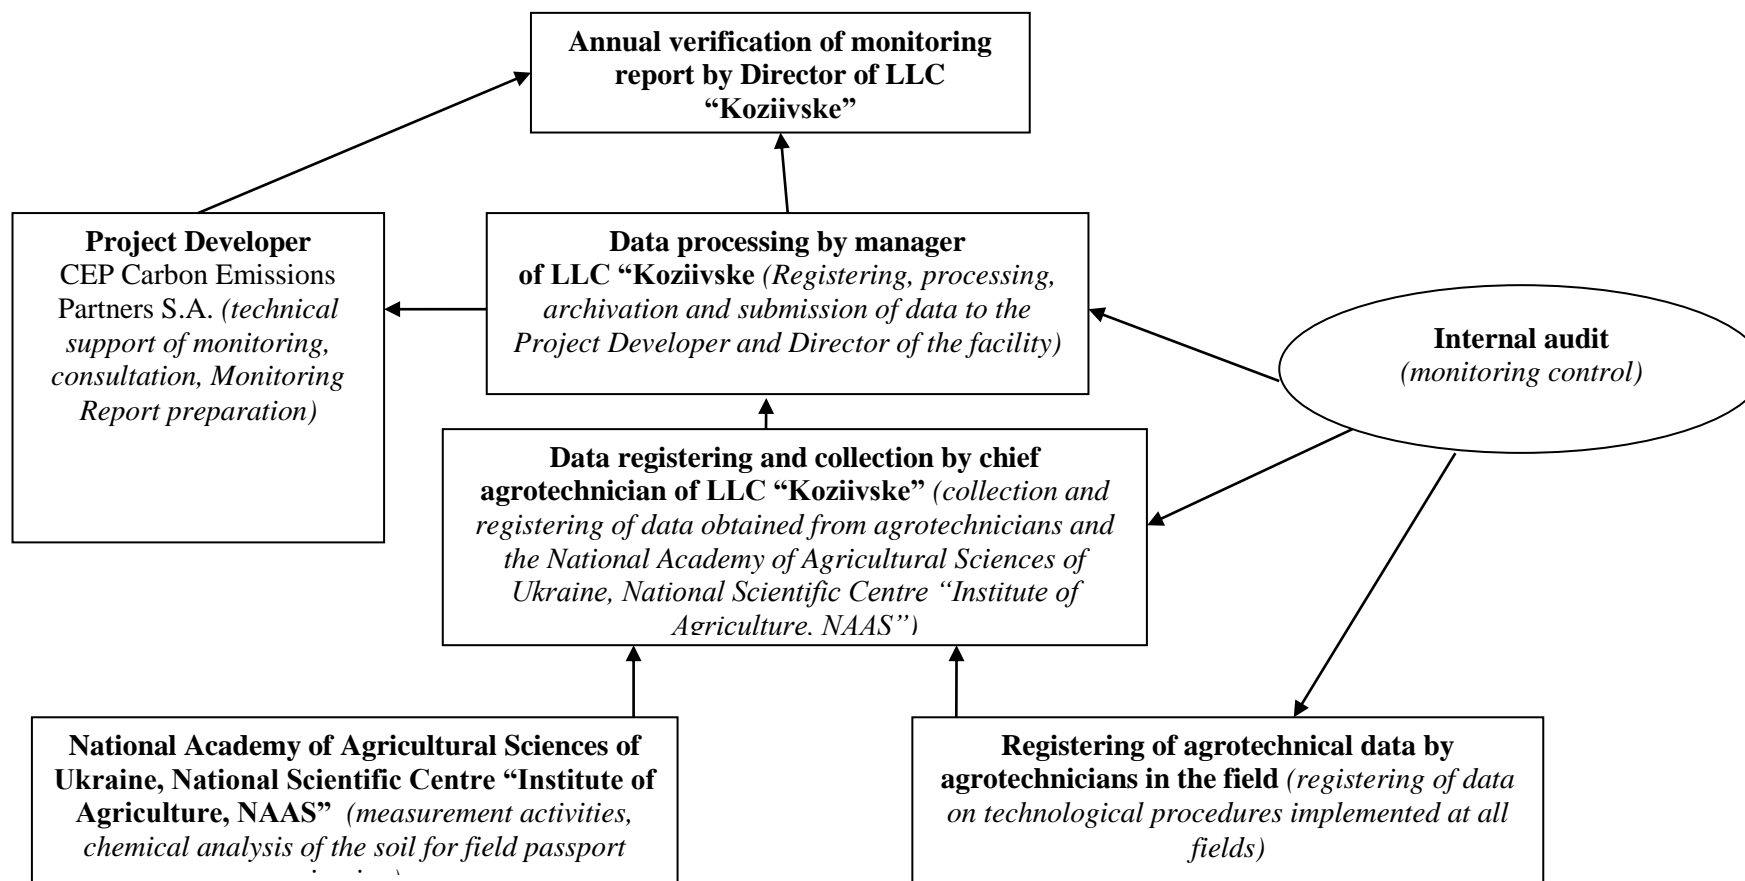 Annual verification of monitoring
report by Director of LLC
“Koziivske”
Project Developer
CEP Carbon Emissions
Partners S.A. (technical
support of monitoring,
consultation, Monitoring
Report preparation)
Data processing by manager
of LLC “Koziivske (Registering, processing,
archivation and submission of data to the
Project Developer and Director of the facility)
Internal audit
(monitoring control)
Data registering and collection by chief
agrotechnician of LLC “Koziivske” (collection and
registering of data obtained from agrotechnicians and
the National Academy of Agricultural Sciences of
Ukraine, National Scientific Centre “Institute of
Agriculture, NAAS”)
National Academy of Agricultural Sciences of
Ukraine, National Scientific Centre “Institute of
Agriculture, NAAS” (measurement activities,
chemical analysis of the soil for field passport
Registering of agrotechnical data by
agrotechnicians in the field (registering of data
on technological procedures implemented at all
fields)